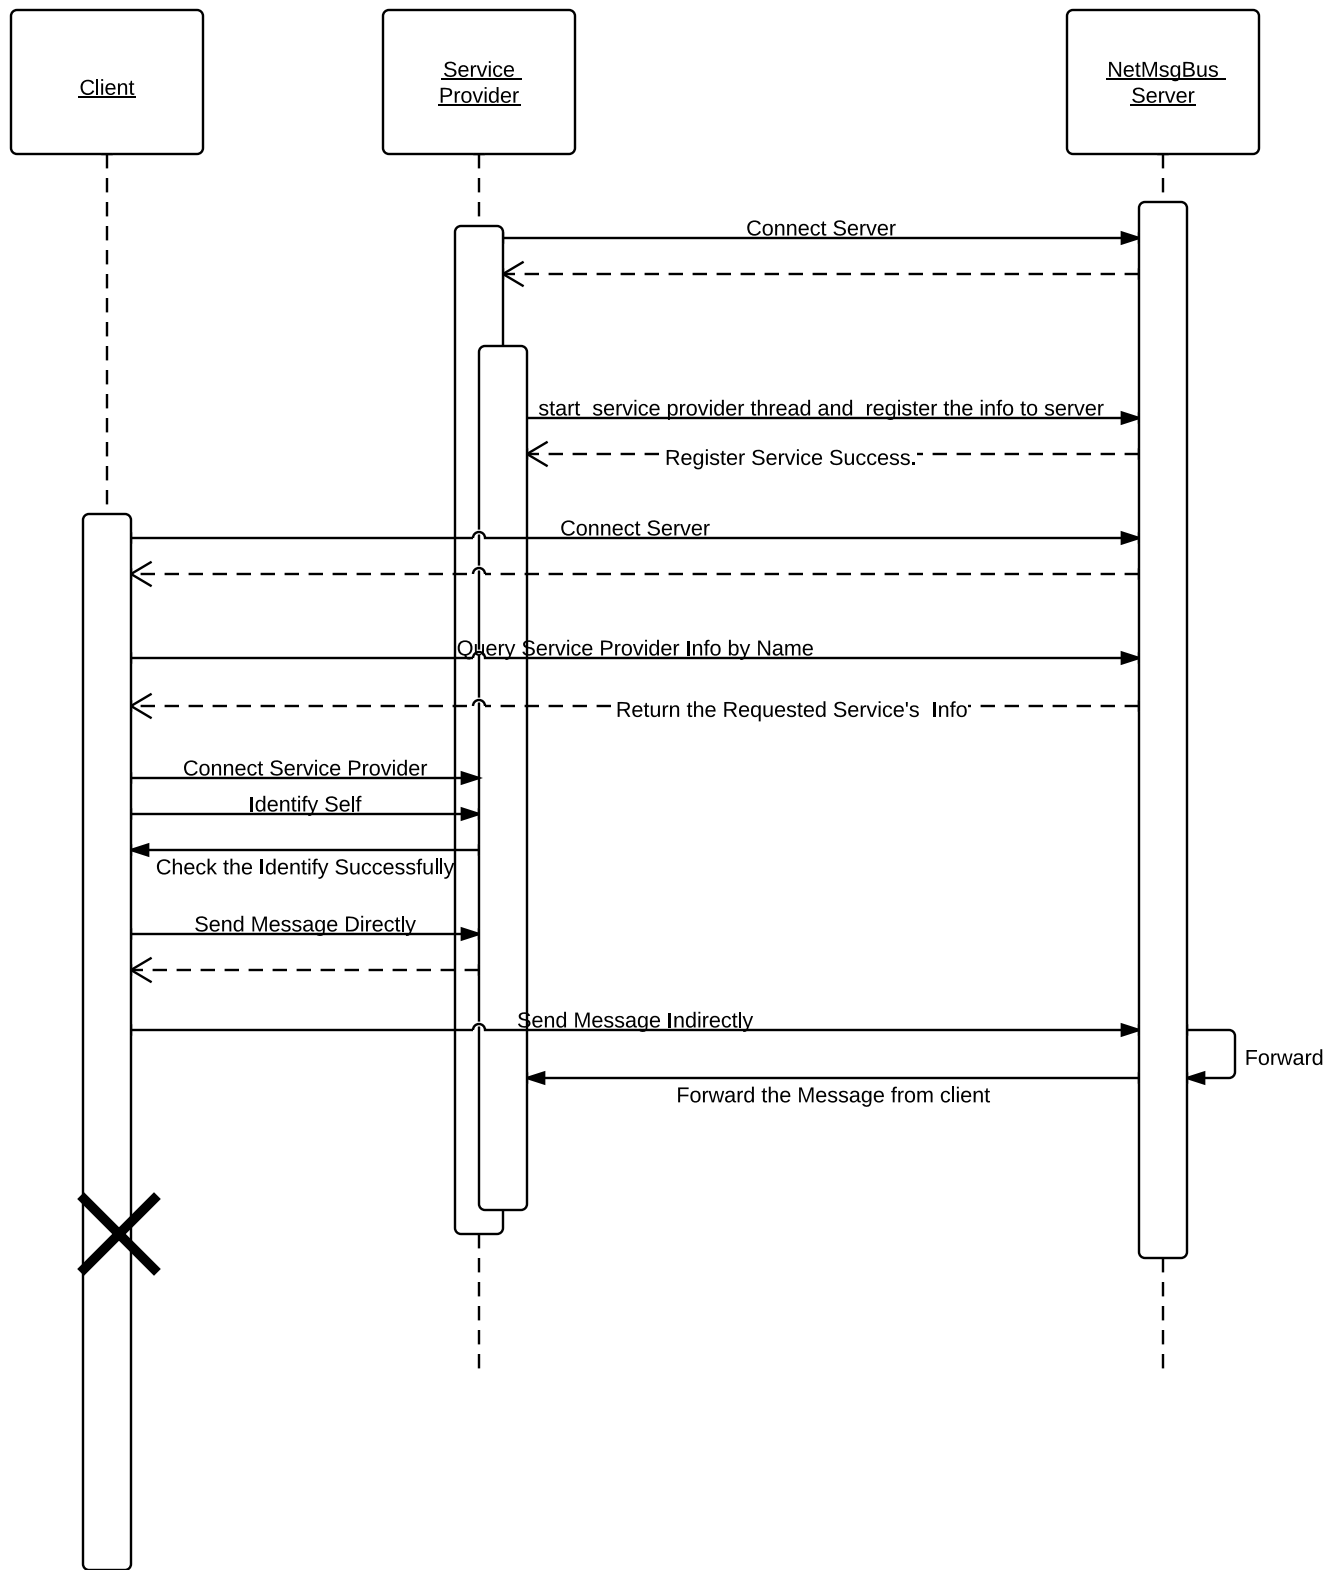 Client
Service
Provider
NetMsgBus
Server
Connect Server
start service provider thread and register the info to server
Register Service Success.
Connect Server
Query Service Provider Info by Name
Return the Requested Service's Info
Connect Service Provider
Identify Self
Check the Identify Successfully
Send Message Directly
Send Message Indirectly
Forward
Forward the Message from client